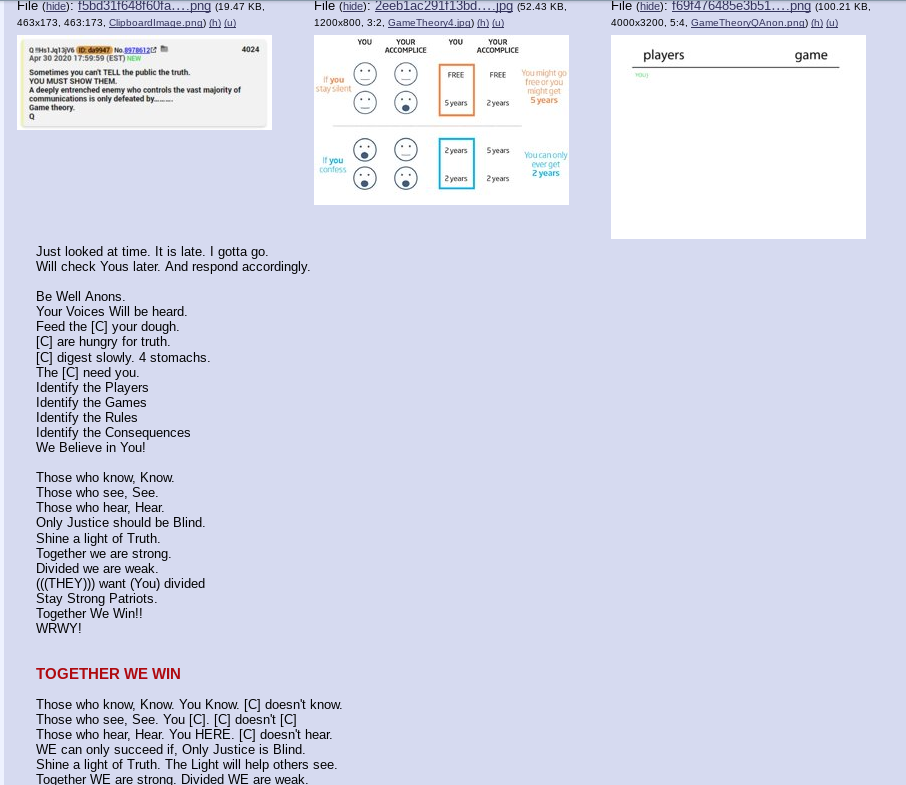 File (hide): f5bd31f648f60fa….png (19.47 KB,
463x173, 463:173, ClipboardImage.png) (h) (u)
Q !!Hs1Jq13jV6 ID: da9947 No.8978612
4024
Apr 30 2020 17:59:59 (EST) NEW
Sometimes you can't TELL the public the truth.
YOU MUST SHOW THEM.
A deeply entrenched enemy who controls the vast majority of
communications is only defeated by..........
Game theory.
Q
File (hide): 2eeb1ac291f13bd….jpg (52.43 KB,
1200x800, 3:2, GameTheory4.jpg) (h) (u)
YOU
YOUR
ACCOMPLICE
YOU
YOUR
ACCOMPLICE
If you
stay silent
FREE
FREE
5 years
2 years
You might go
free or you
might get
5 years
If you
confess
2 years
5 years
2 years
2 years
You can only
ever get
2 years
File (hide): f69f476485e3b51….png (100.21 KB,
4000x3200, 5:4, GameTheoryQAnon.png) (h) (u)
players
game
Just looked at time. It is late. I gotta go.
Will check Yous later. And respond accordingly.
Be Well Anons.
Your Voices Will be heard.
Feed the [C] your dough.
[C] are hungry for truth.
[C] digest slowly. 4 stomachs.
The [C] need you.
Identify the Players
Identify the Games
Identify the Rules
Identify the Consequences
We Believe in You!
Those who know, Know.
Those who see, See.
Those who hear, Hear.
Only Justice should be Blind.
Shine a light of Truth.
Together we are strong.
Divided we are weak.
(((THEY))) want (You) divided
Stay Strong Patriots.
Together We Win!!
WRWY!
TOGETHER WE WIN
Those who know, Know. You Know. [C] doesn't know.
Those who see, See. You [C]. [C] doesn't [C]
Those who hear, Hear. You HERE. [C] doesn't hear.
WE can only succeed if, Only Justice is Blind.
Shine a light of Truth. The Light will help others see.
Together WE are strong. Divided WE are weak.